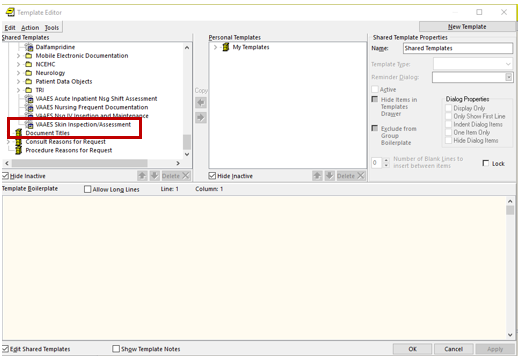 Template Editor
Edit Action Tools
New Template
Shared Templates
Dalfampridine
Mobile Electronic Documentation
NCEHC
Neurology
Patient Data Objects
TRI
VAAES Acute Inpatient Nsg Shift Assessment
VAAES Nursing Frequent Documentation
VAAES Nsg IV Inserting and Maintenance
VAAES Skin Inspection/Assessment
Document Titles
Consult Reasons for Request
Procedure Reasons for Request
Hide Inactive
Delete
Copy
Personal Templates
My Templates
Hide Inactive
Delete
Shared Template Properties
Name: Shared Templates
Template Type:
Reminder Dialog:
Active
Hide Items in
Templates
Drawer
Exclude from
Group
Boilerplate
Dialog Properties
Display Only
Only Show First Line
Indent Dialog Items
One Item Only
Hide Dialog Items
0 Number of Blank Lines to
insert between items
Lock
Template Boilerplate Allow Long Lines Line: 1 Column: 1
Edit Shared Templates Show Template Notes OK Cancel Apply